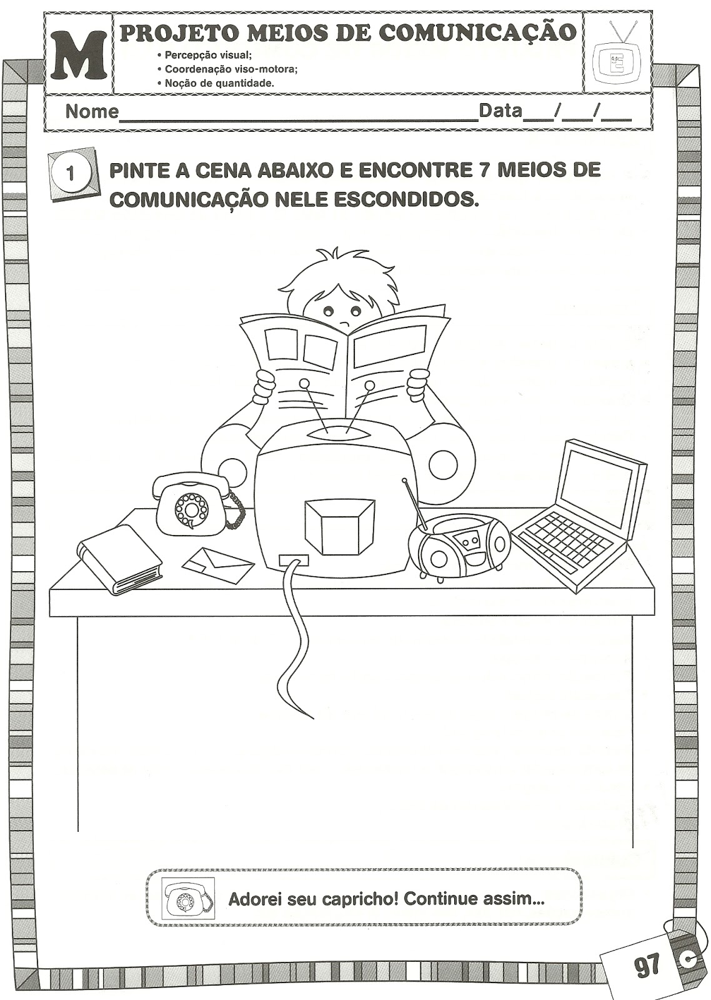 M
PROJETO MEIOS DE COMUNICAÇÃO
• Percepção visual;
• Coordenação viso-motora;
• Noção de quantidade.
E
Nome Data / /
1
PINTE A CENA ABAIXO E ENCONTRE 7 MEIOS DE
COMUNICAÇÃO NELE ESCONDIDOS.
Adorei seu capricho! Continue assim...
97